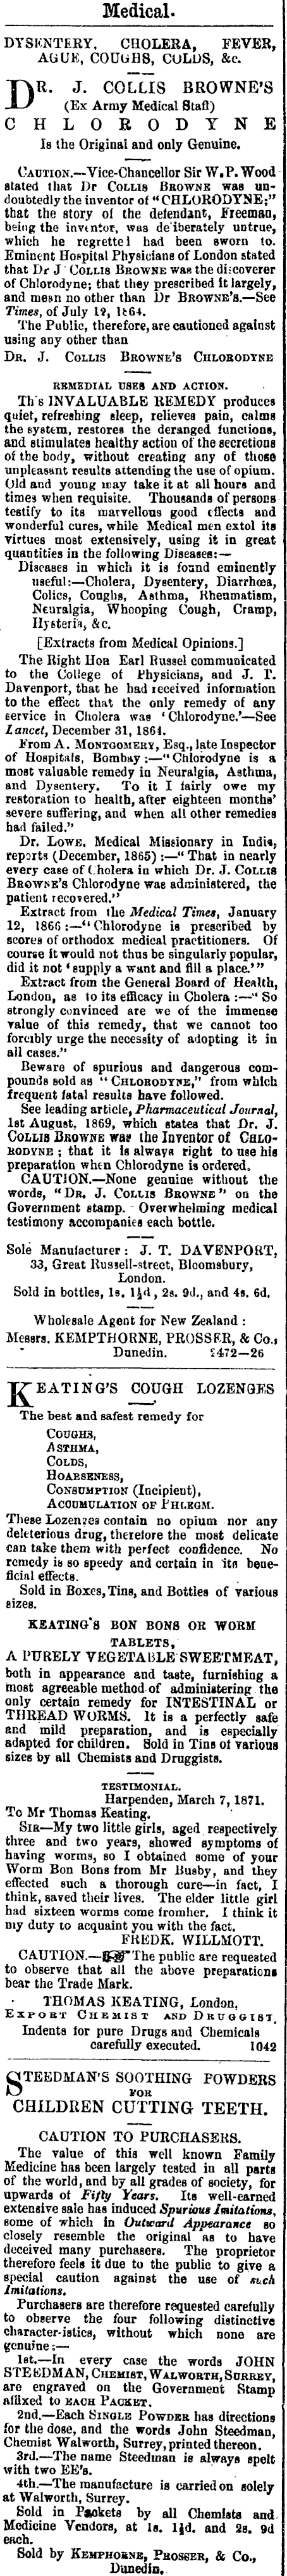 Medical.
DYSENTERY, CHOLERA, FEVER,
AGUE, COUGHS, COLDS, &c.
DR. J. COLLIS BROWNE'S
(Ex Army Medical Staff)
CHLORODYNE
Is the Original and only Genuine.
CAUTION.—Vice-Chancellor Sir W. P. Wood
stated that Dr COLLIS BROWNE was un-
doubtedly the inventor of "CHLORODYNE;"
that the story of the defendant, Freeman,
being the inventor, was deliberately untrue,
which he regretted had been sworn to.
Eminent Hospital Physicians of London stated
that Dr J COLLIS BROWNE was the discoverer
of Chlorodyne; that they prescribed it largely,
and mean no other than Dr BROWNE'S.—See
Times, of July 12, 1864.
The Public, therefore, are cautioned against
using any other than
DR. J. COLLIS BROWNE'S CHLORODYNE
REMEDIAL USES AND ACTION.
This INVALUABLE REMEDY produces
quiet, refreshing sleep, relieves pain, calms
the system, restores the deranged functions,
and stimulates healthy action of the secretions
of the body, without creating any of those
unpleasant results attending the use of opium.
Old and young may take it at all hours and
times when requisite. Thousands of persons
testify to its marvellous good effects and
wonderful cures, while Medical men extol its
virtues most extensively, using it in great
quantities in the following Diseases:—
Diseases in which it is found eminently
useful:—Cholera, Dysentery, Diarrhœa,
Colics, Coughs, Asthma, Rheumatism,
Neuralgia, Whooping Cough, Cramp,
Hysteria, &c.
[Extracts from Medical Opinions.]
The Right Hon Earl Russel communicated
to the College of Physicians, and J. T.
Davenport, that he had received information
to the effect that the only remedy of any
service in Cholera was 'Chlorodyne.'—See
Lancet, December 31, 1864.
From A. MONTGOMERY, Esq., late Inspector
of Hospitals, Bombay:—"Chlorodyne is a
most valuable remedy in Neuralgia, Asthma,
and Dysentery. To it I fairly owe my
restoration to health, after eighteen months'
severe suffering, and when all other remedies
had failed."
Dr. LOWE, Medical Missionary in India,
reports (December, 1865):—"That in nearly
every case of Cholera in which Dr. J. COLLIS
BROWNE'S Chlorodyne was administered, the
patient recovered."
Extract from the Medical Times, January
12, 1866:—"Chlorodyne is prescribed by
scores of orthodox medical practitioners. Of
course it would not thus be singularly popular,
did it not 'supply a want and fill a place.'"
Extract from the General Board of Health,
London, as to its efficacy in Cholera:—"So
strongly convinced are we of the immense
value of this remedy, that we cannot too
forcibly urge the necessity of adopting it in
all cases."
Beware of spurious and dangerous com-
pounds sold as "CHLORODYNE," from which
frequent fatal results have followed.
See leading article, Pharmaceutical Journal,
1st August, 1869, which states that Dr. J.
COLLIS BROWNE was the Inventor of CHLO-
RODYNE; that it is always right to use his
preparation when Chlorodyne is ordered.
CAUTION.—None genuine without the
words, "DR. J. COLLIS BROWNE" on the
Government stamp. Overwhelming medical
testimony accompanies each bottle.
Sole Manufacturer: J. T. DAVENPORT,
33, Great Russell-street, Bloomsbury,
London.
Sold in bottles, 1s. 1½d, 2s. 9d., and 4s. 6d.
Wholesale Agent for New Zealand:
Messrs. KEMPTHORNE, PROSSER, & Co.,
Dunedin. 2472—26
KEATING'S COUGH LOZENGES
The best and safest remedy for
COUGHS,
ASTHMA,
COLDS,
HOARSENESS,
CONSUMPTION (Incipient),
ACCUMULATION OF PHLEGM.
These Lozenges contain no opium nor any
deleterious drug, therefore the most delicate
can take them with perfect confidence. No
remedy is so speedy and certain in its bene-
ficial effects.
Sold in Boxes, Tins, and Bottles of various
sizes.
KEATING'S BON BONS OR WORM
TABLETS,
A PURELY VEGETABLE SWEETMEAT,
both in appearance and taste, furnishing a
most agreeable method of administering the
only certain remedy for INTESTINAL or
THREAD WORMS. It is a perfectly safe
and mild preparation, and is especially
adapted for children. Sold in Tins of various
sizes by all Chemists and Druggists.
TESTIMONIAL.
Harpenden, March 7, 1871.
To Mr Thomas Keating.
SIR—My two little girls, aged respectively
three and two years, showed symptoms of
having worms, so I obtained some of your
Worm Bon Bons from Mr Busby, and they
effected such a thorough cure—in fact, I
think, saved their lives. The elder little girl
had sixteen worms come fromher. I think it
my duty to acquaint you with the fact.
FREDK. WILLMOTT.
CAUTION.—☞ The public are requested
to observe that all the above preparations
bear the Trade Mark.
THOMAS KEATING, London,
EXPORT CHEMIST AND DRUGGIST.
Indents for pure Drugs and Chemicals
carefully executed. 1042
STEEDMAN'S SOOTHING POWDERS
FOR
CHILDREN CUTTING TEETH.
CAUTION TO PURCHASERS.
The value of this well known Family
Medicine has been largely tested in all parts
of the world, and by all grades of society, for
upwards of Fifty Years. Its well-earned
extensive sale has induced Spurious Imitations,
some of which in Outward Appearance so
closely resemble the original as to have
deceived many purchasers. The proprietor
therefore feels it due to the public to give a
special caution against the use of such
Imitations.
Purchasers are therefore requested carefully
to observe the four following distinctive
character-istics, without which none are
genuine:—
1st.—In every case the words JOHN
STEEDMAN, CHEMIST, WALWORTH, SURREY,
are engraved on the Government Stamp
affixed to EACH PACKET.
2nd.—Each SINGLE POWDER has directions
for the dose, and the words John Steedman,
Chemist Walworth, Surrey, printed thereon.
3rd.—The name Steedman is always spelt
with two EE's.
4th.—The manufacture is carried on solely
at Walworth, Surrey.
Sold in Packets by all Chemists and
Medicine Vendors, at 1s. 1½d. and 2s. 9d
each.
Sold by KEMPHORNE, PROSSER, & Co.,
Dunedin.